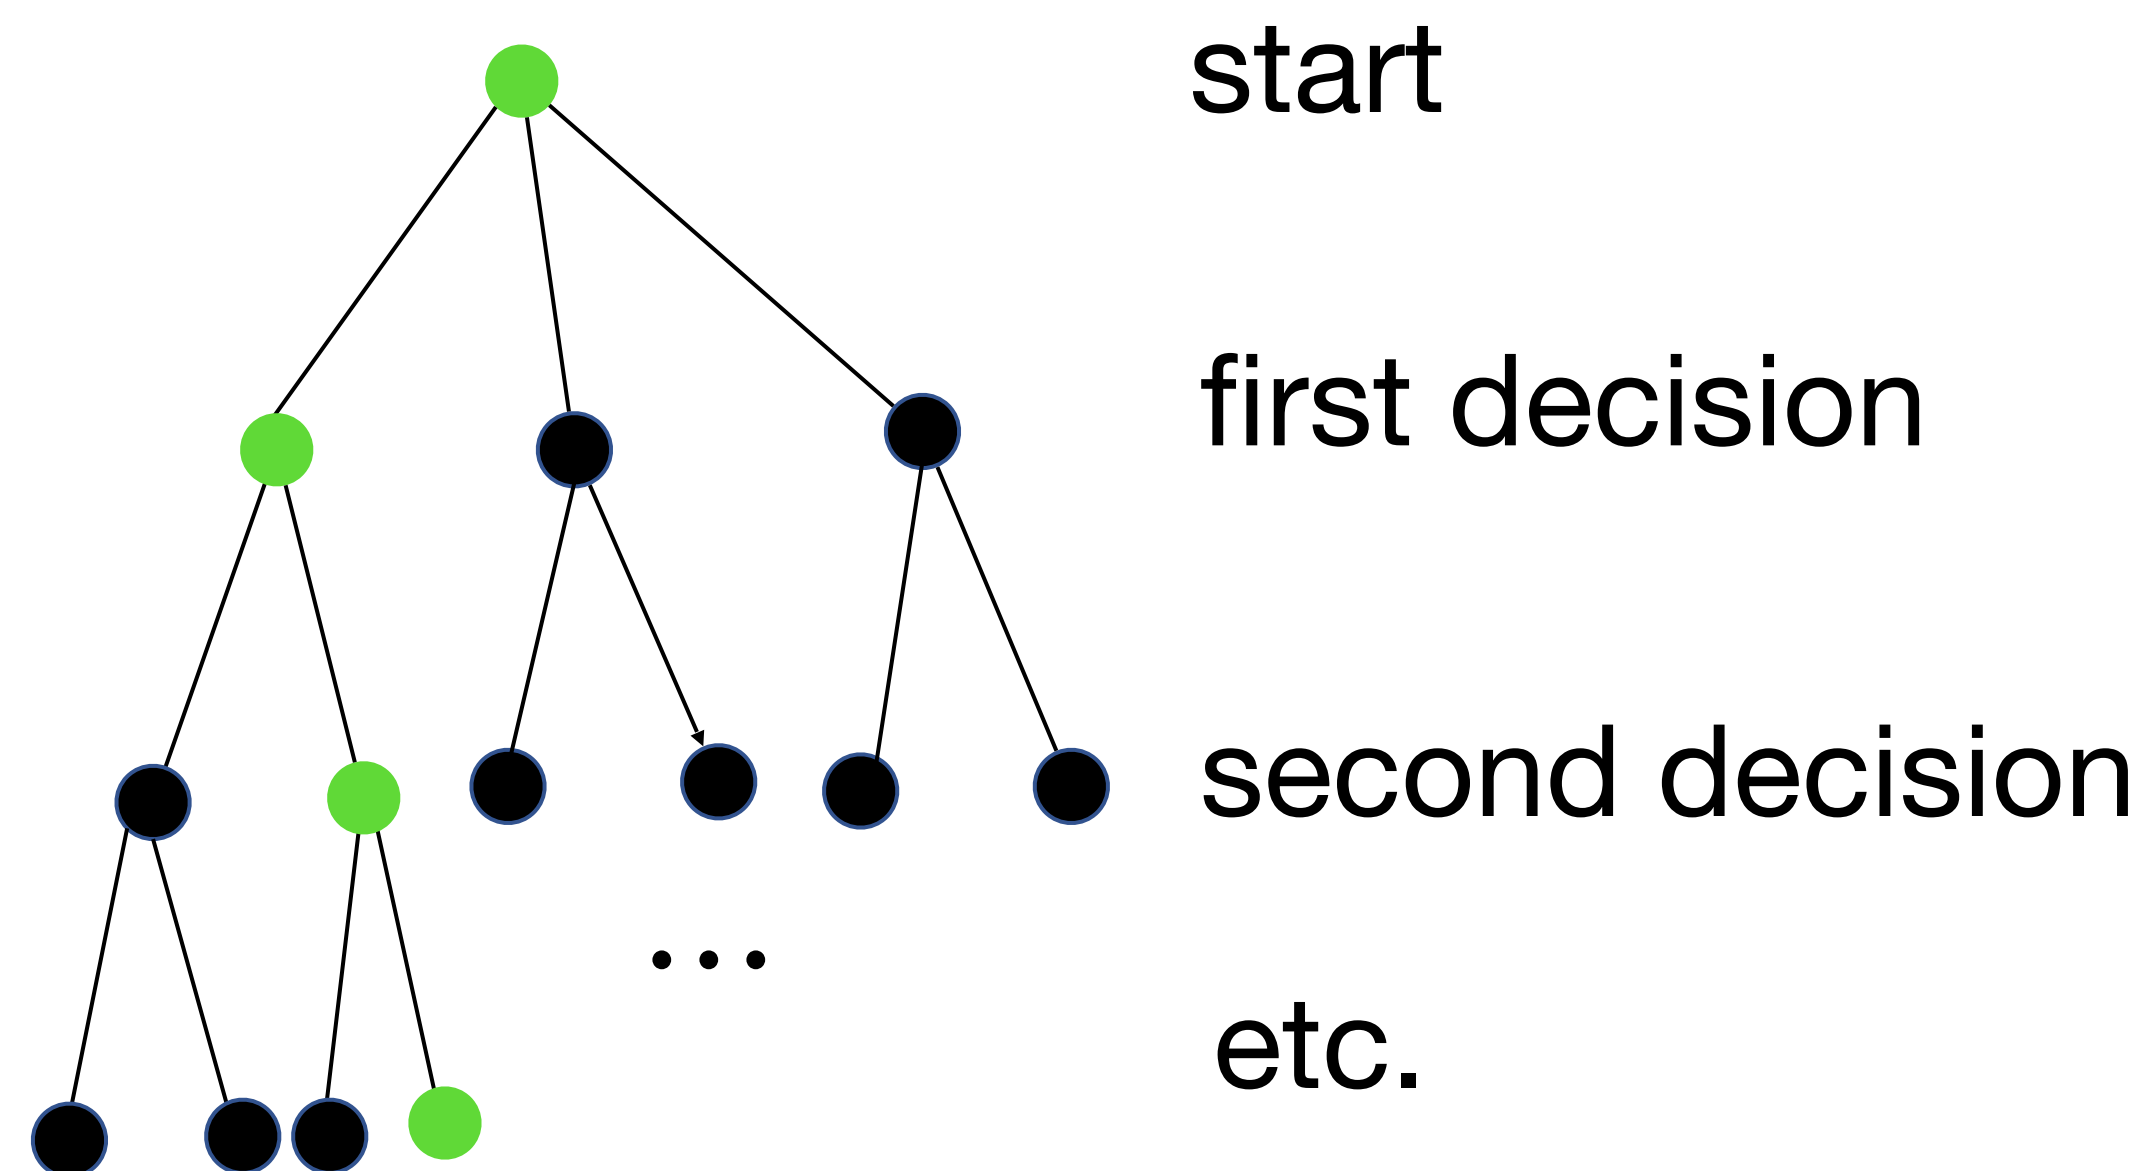 start
first decision
second decision
...
etc.